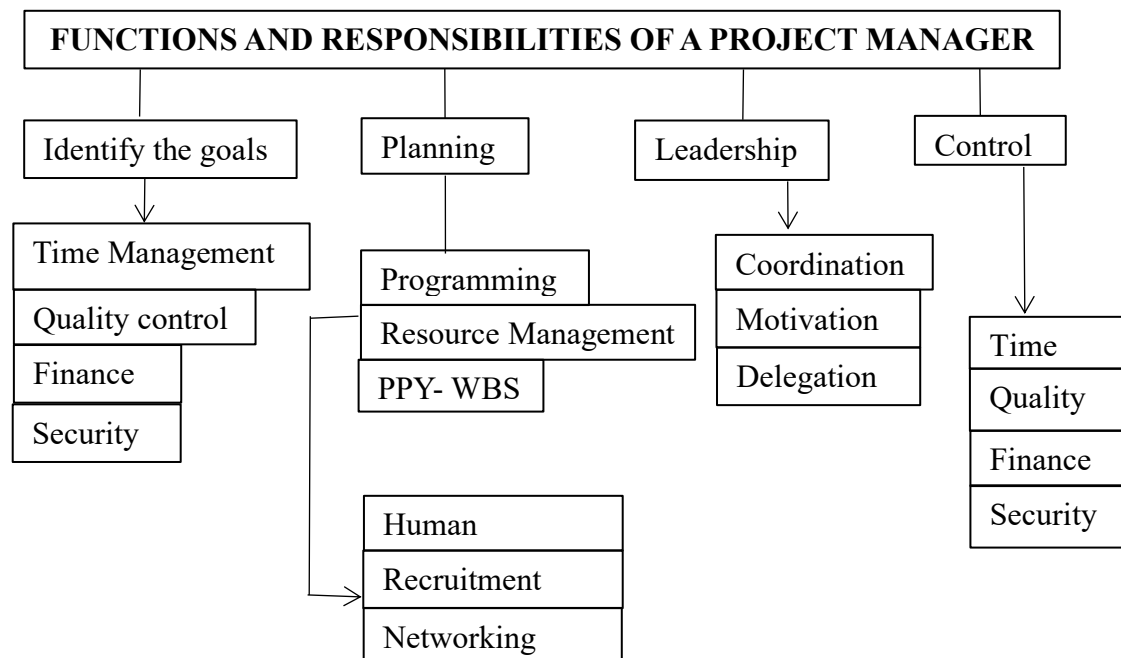 FUNCTIONS AND RESPONSIBILITIES OF A PROJECT MANAGER
Identify the goals
Planning
Leadership
Control
Time Management
Quality control
Finance
Security
Programming
Resource Management
PPY- WBS
Coordination
Motivation
Delegation
Time
Quality
Finance
Security
Human
Recruitment
Networking